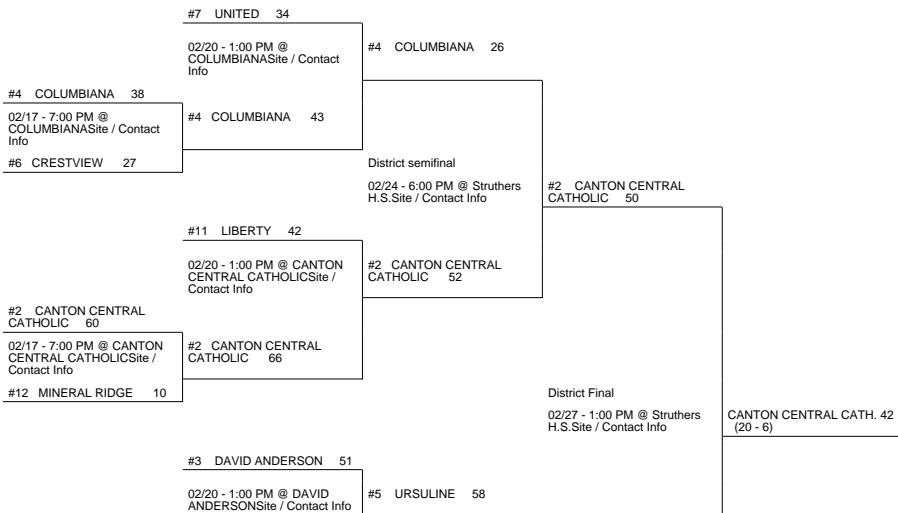 #7 UNITED 34
02/20 - 1:00 PM @
COLUMBIANASite / Contact
Info
#4 COLUMBIANA 26
#4 COLUMBIANA 38
02/17 - 7:00 PM @
COLUMBIANASite / Contact
Info
#4 COLUMBIANA 43
#6 CRESTVIEW 27
District semifinal
02/24 - 6:00 PM @ Struthers
H.S.Site / Contact Info
#2 CANTON CENTRAL
CATHOLIC 50
#11 LIBERTY 42
02/20 - 1:00 PM @ CANTON
CENTRAL CATHOLICSite /
Contact Info
#2 CANTON CENTRAL
CATHOLIC 52
#2 CANTON CENTRAL
CATHOLIC 60
02/17 - 7:00 PM @ CANTON
CENTRAL CATHOLICSite /
Contact Info
#2 CANTON CENTRAL
CATHOLIC 66
#12 MINERAL RIDGE 10
District Final
02/27 - 1:00 PM @ Struthers
H.S.Site / Contact Info
CANTON CENTRAL CATH. 42
(20 - 6)
#3 DAVID ANDERSON 51
02/20 - 1:00 PM @ DAVID
ANDERSONSite / Contact Info
#5 URSULINE 58